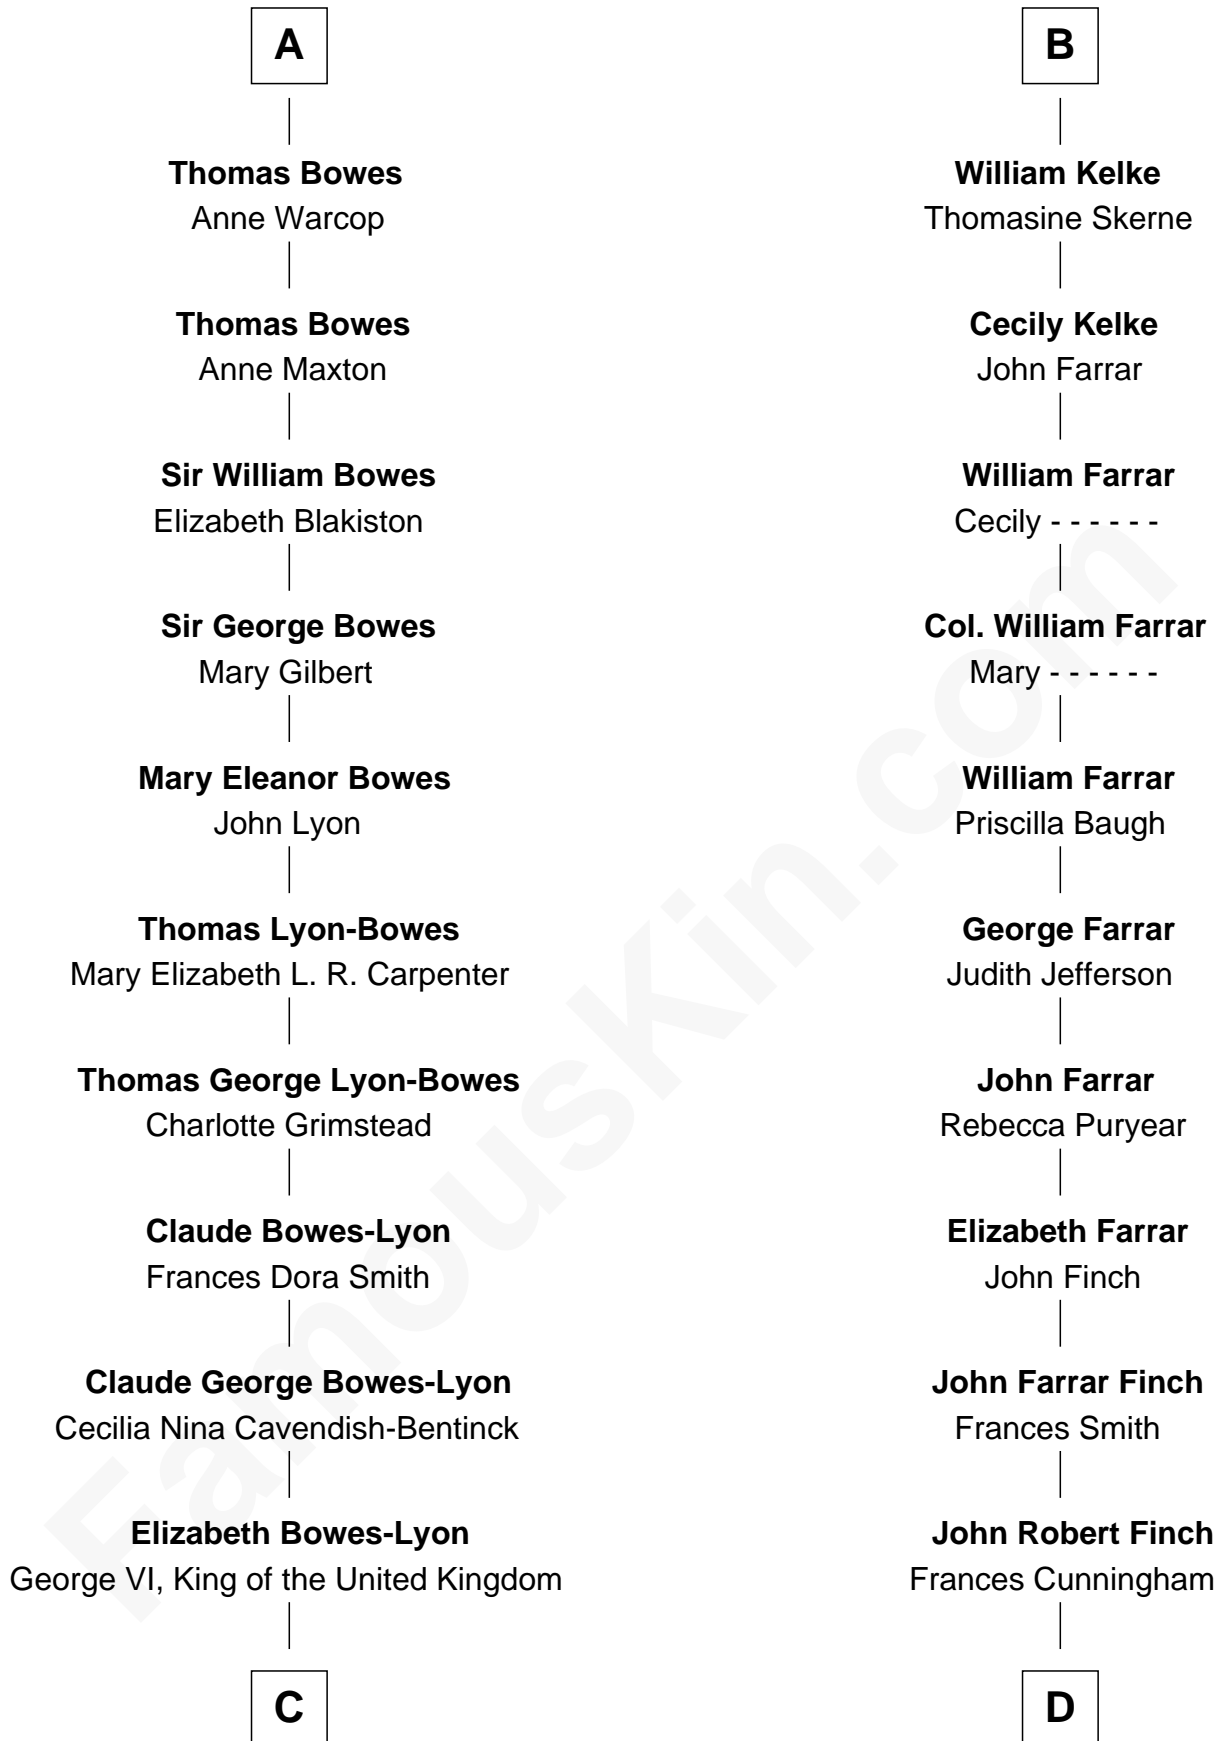 A
Thomas Bowes
Anne Warcop
Thomas Bowes
Anne Maxton
Sir William Bowes
Elizabeth Blakiston
Sir George Bowes
Mary Gilbert
Mary Eleanor Bowes
John Lyon
Thomas Lyon-Bowes
Mary Elizabeth L. R. Carpenter
Thomas George Lyon-Bowes
Charlotte Grimstead
Claude Bowes-Lyon
Frances Dora Smith
Claude George Bowes-Lyon
Cecilia Nina Cavendish-Bentinck
Elizabeth Bowes-Lyon
George VI, King of the United Kingdom
C
B
William Kelke
Thomasine Skerne
Cecily Kelke
John Farrar
William Farrar
Cecily - - - - - -
Col. William Farrar
Mary - - - - - -
William Farrar
Priscilla Baugh
George Farrar
Judith Jefferson
John Farrar
Rebecca Puryear
Elizabeth Farrar
John Finch
John Farrar Finch
Frances Smith
John Robert Finch
Frances Cunningham
D
FamousKin.com